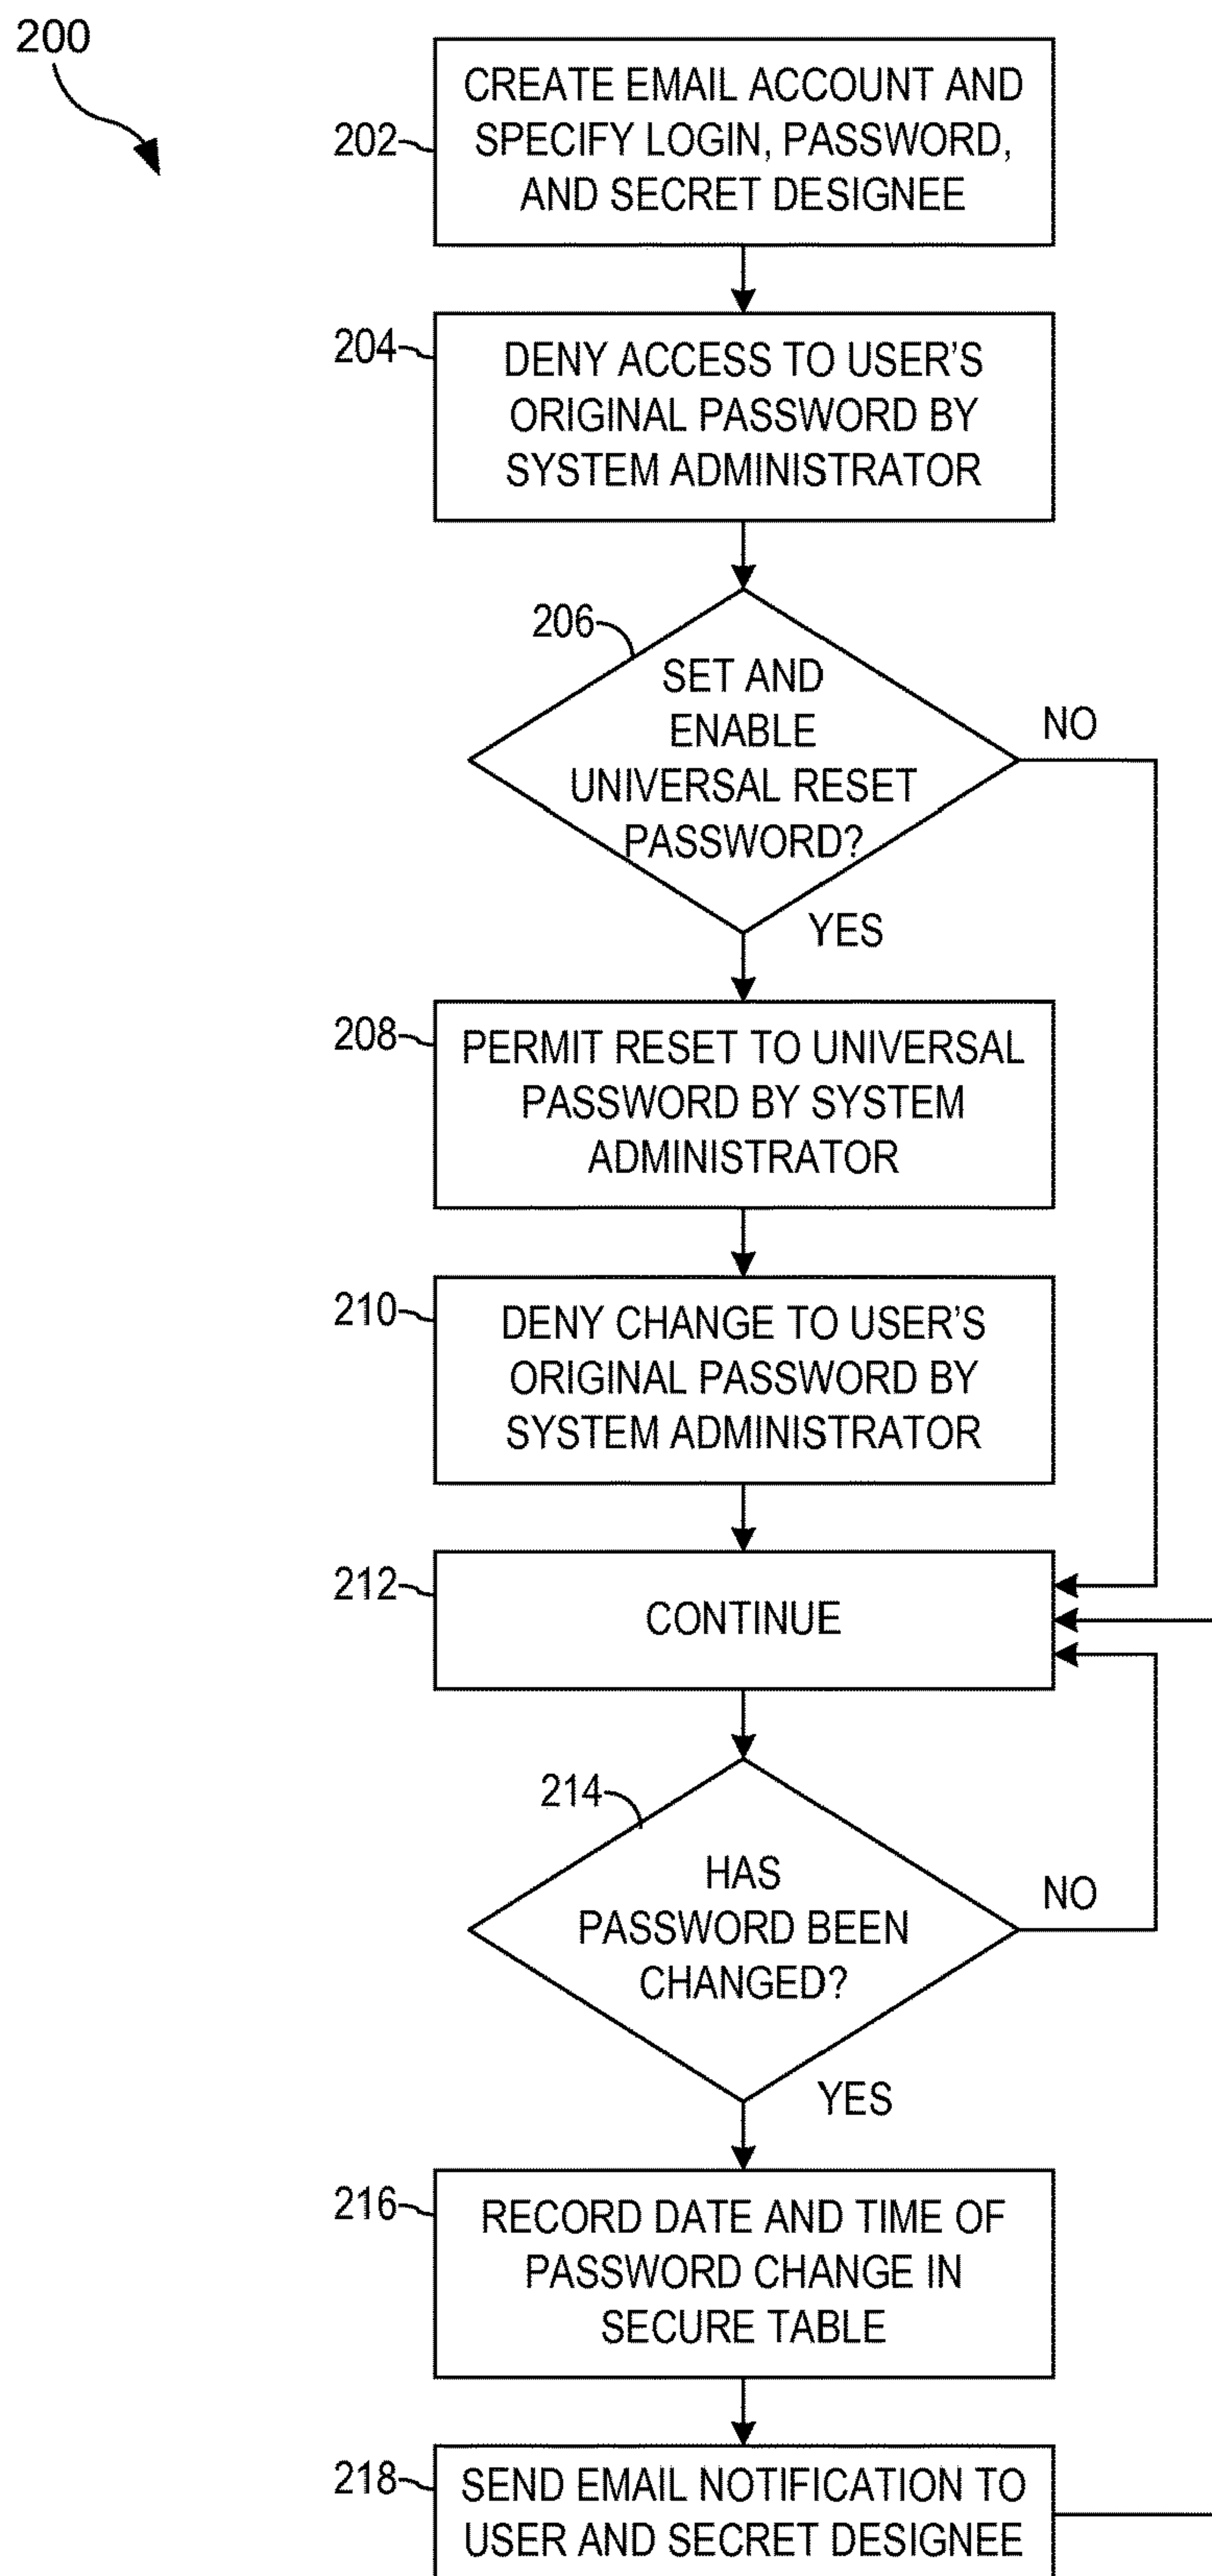 200
CREATE EMAIL ACCOUNT AND
202
SPECIFY LOGIN, PASSWORD,
AND SECRET DESIGNEE
204
DENY ACCESS TO USER'S
ORIGINAL PASSWORD BY
SYSTEM ADMINISTRATOR
206
SET AND
ENABLE
UNIVERSAL RESET
PASSWORD?
NO
YES
208
PERMIT RESET TO UNIVERSAL
PASSWORD BY SYSTEM
ADMINISTRATOR
210
DENY CHANGE TO USER'S
ORIGINAL PASSWORD BY
SYSTEM ADMINISTRATOR
212
CONTINUE
214
HAS
PASSWORD BEEN
CHANGED?
NO
YES
216
RECORD DATE AND TIME OF
PASSWORD CHANGE IN
SECURE TABLE
218
SEND EMAIL NOTIFICATION TO
USER AND SECRET DESIGNEE